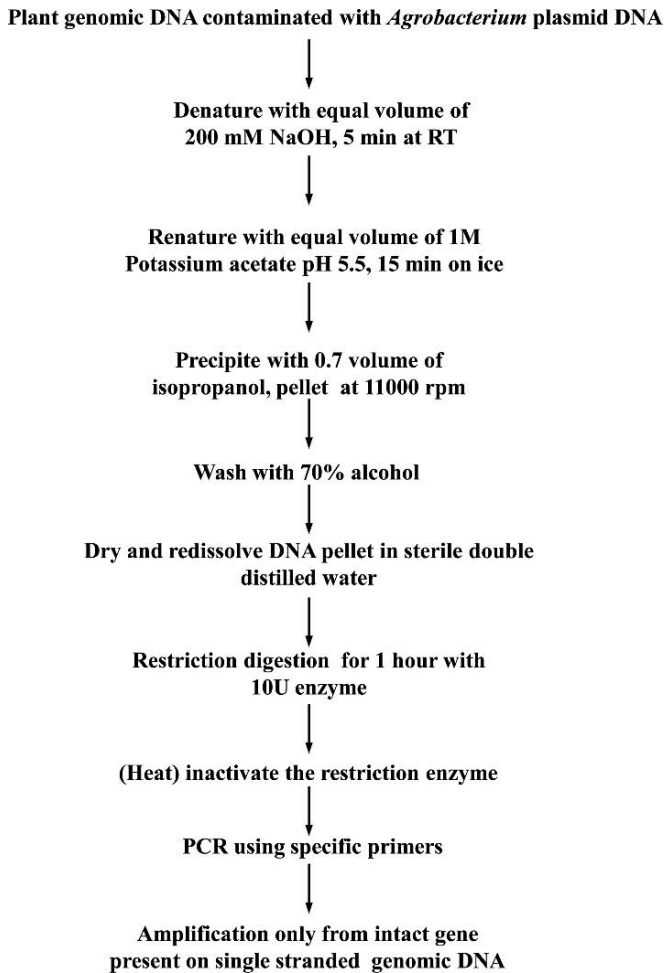 Plant genomic DNA contaminated with Agrobacterium plasmid DNA
Denature with equal volume of
200 mM NaOH, 5 min at RT
Renature with equal volume of 1M
Potassium acetate pH 5.5, 15 min on ice
Precipite with 0.7 volume of
isopropanol, pellet at 11000 rpm
Wash with 70% alcohol
Dry and redissolve DNA pellet in sterile double
distilled water
Restriction digestion for 1 hour with
10U enzyme
(Heat) inactivate the restriction enzyme
PCR using specific primers
Amplification only from intact gene
present on single stranded genomic DNA